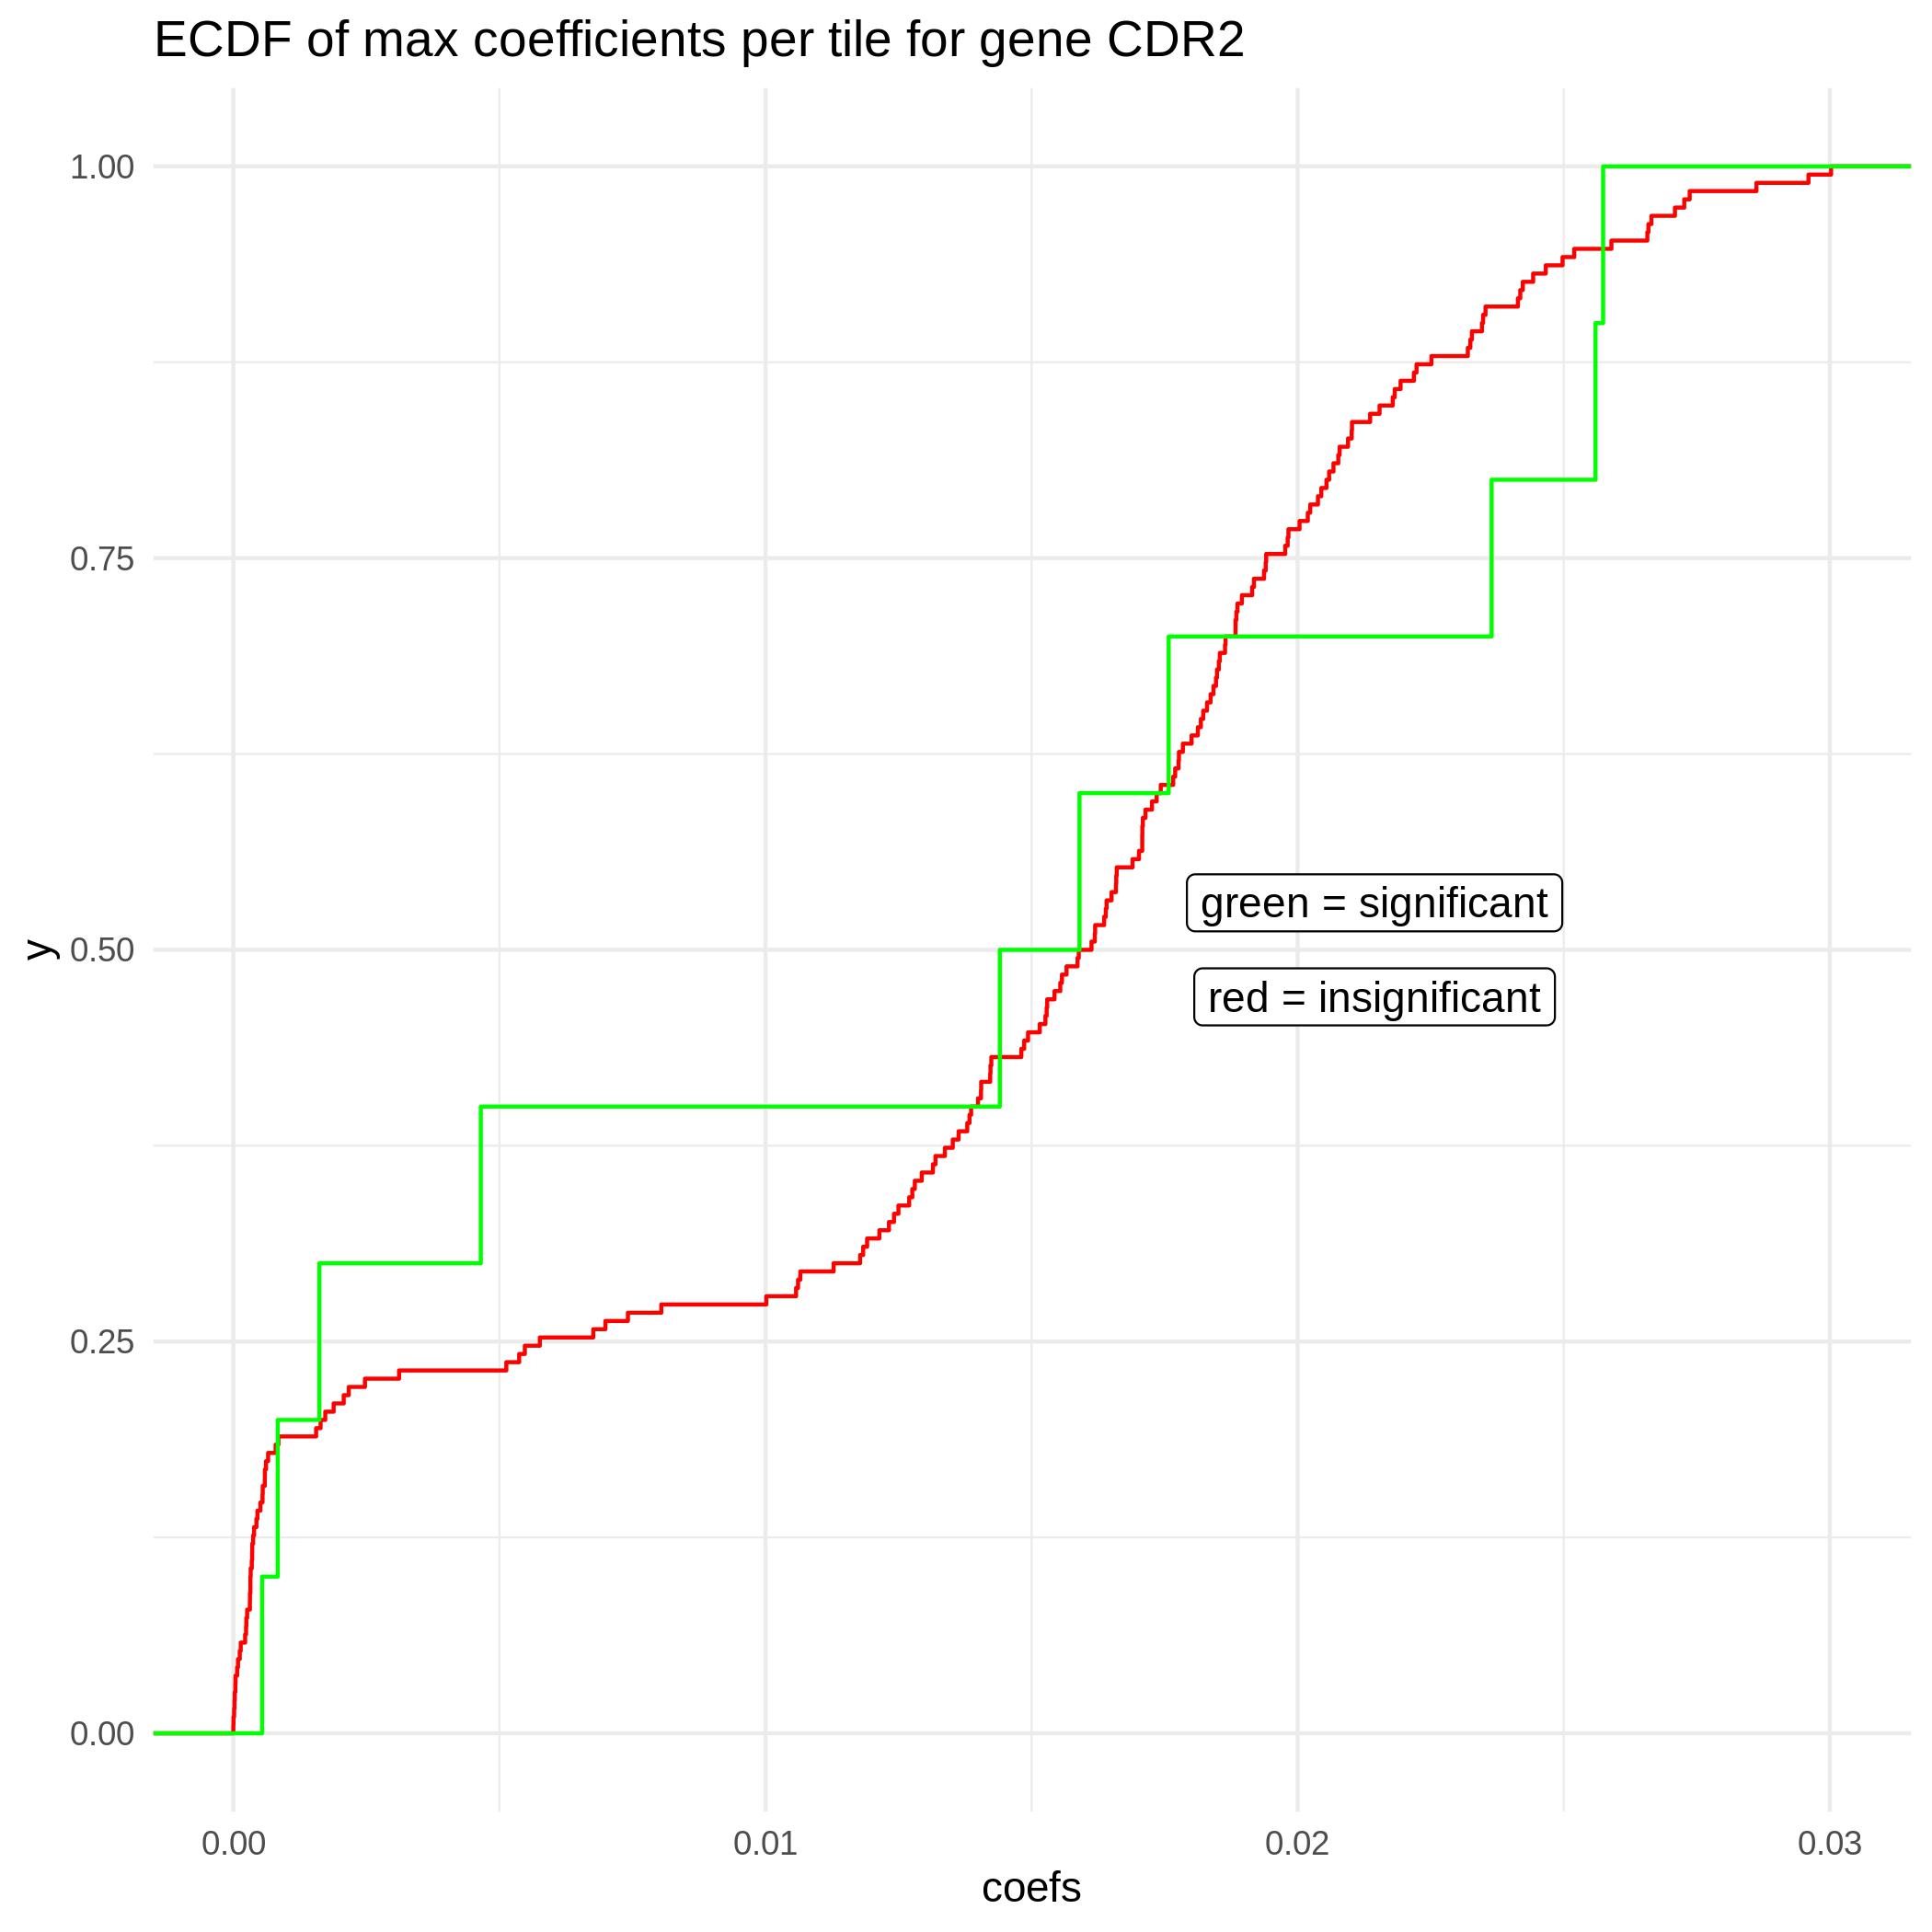 ECDF of max coefficients per tile for gene CDR2
1.00
0.75
0.50
0.25
0.00
y
green = significant
red = insignificant
0.00 0.01 0.02 0.03
coefs